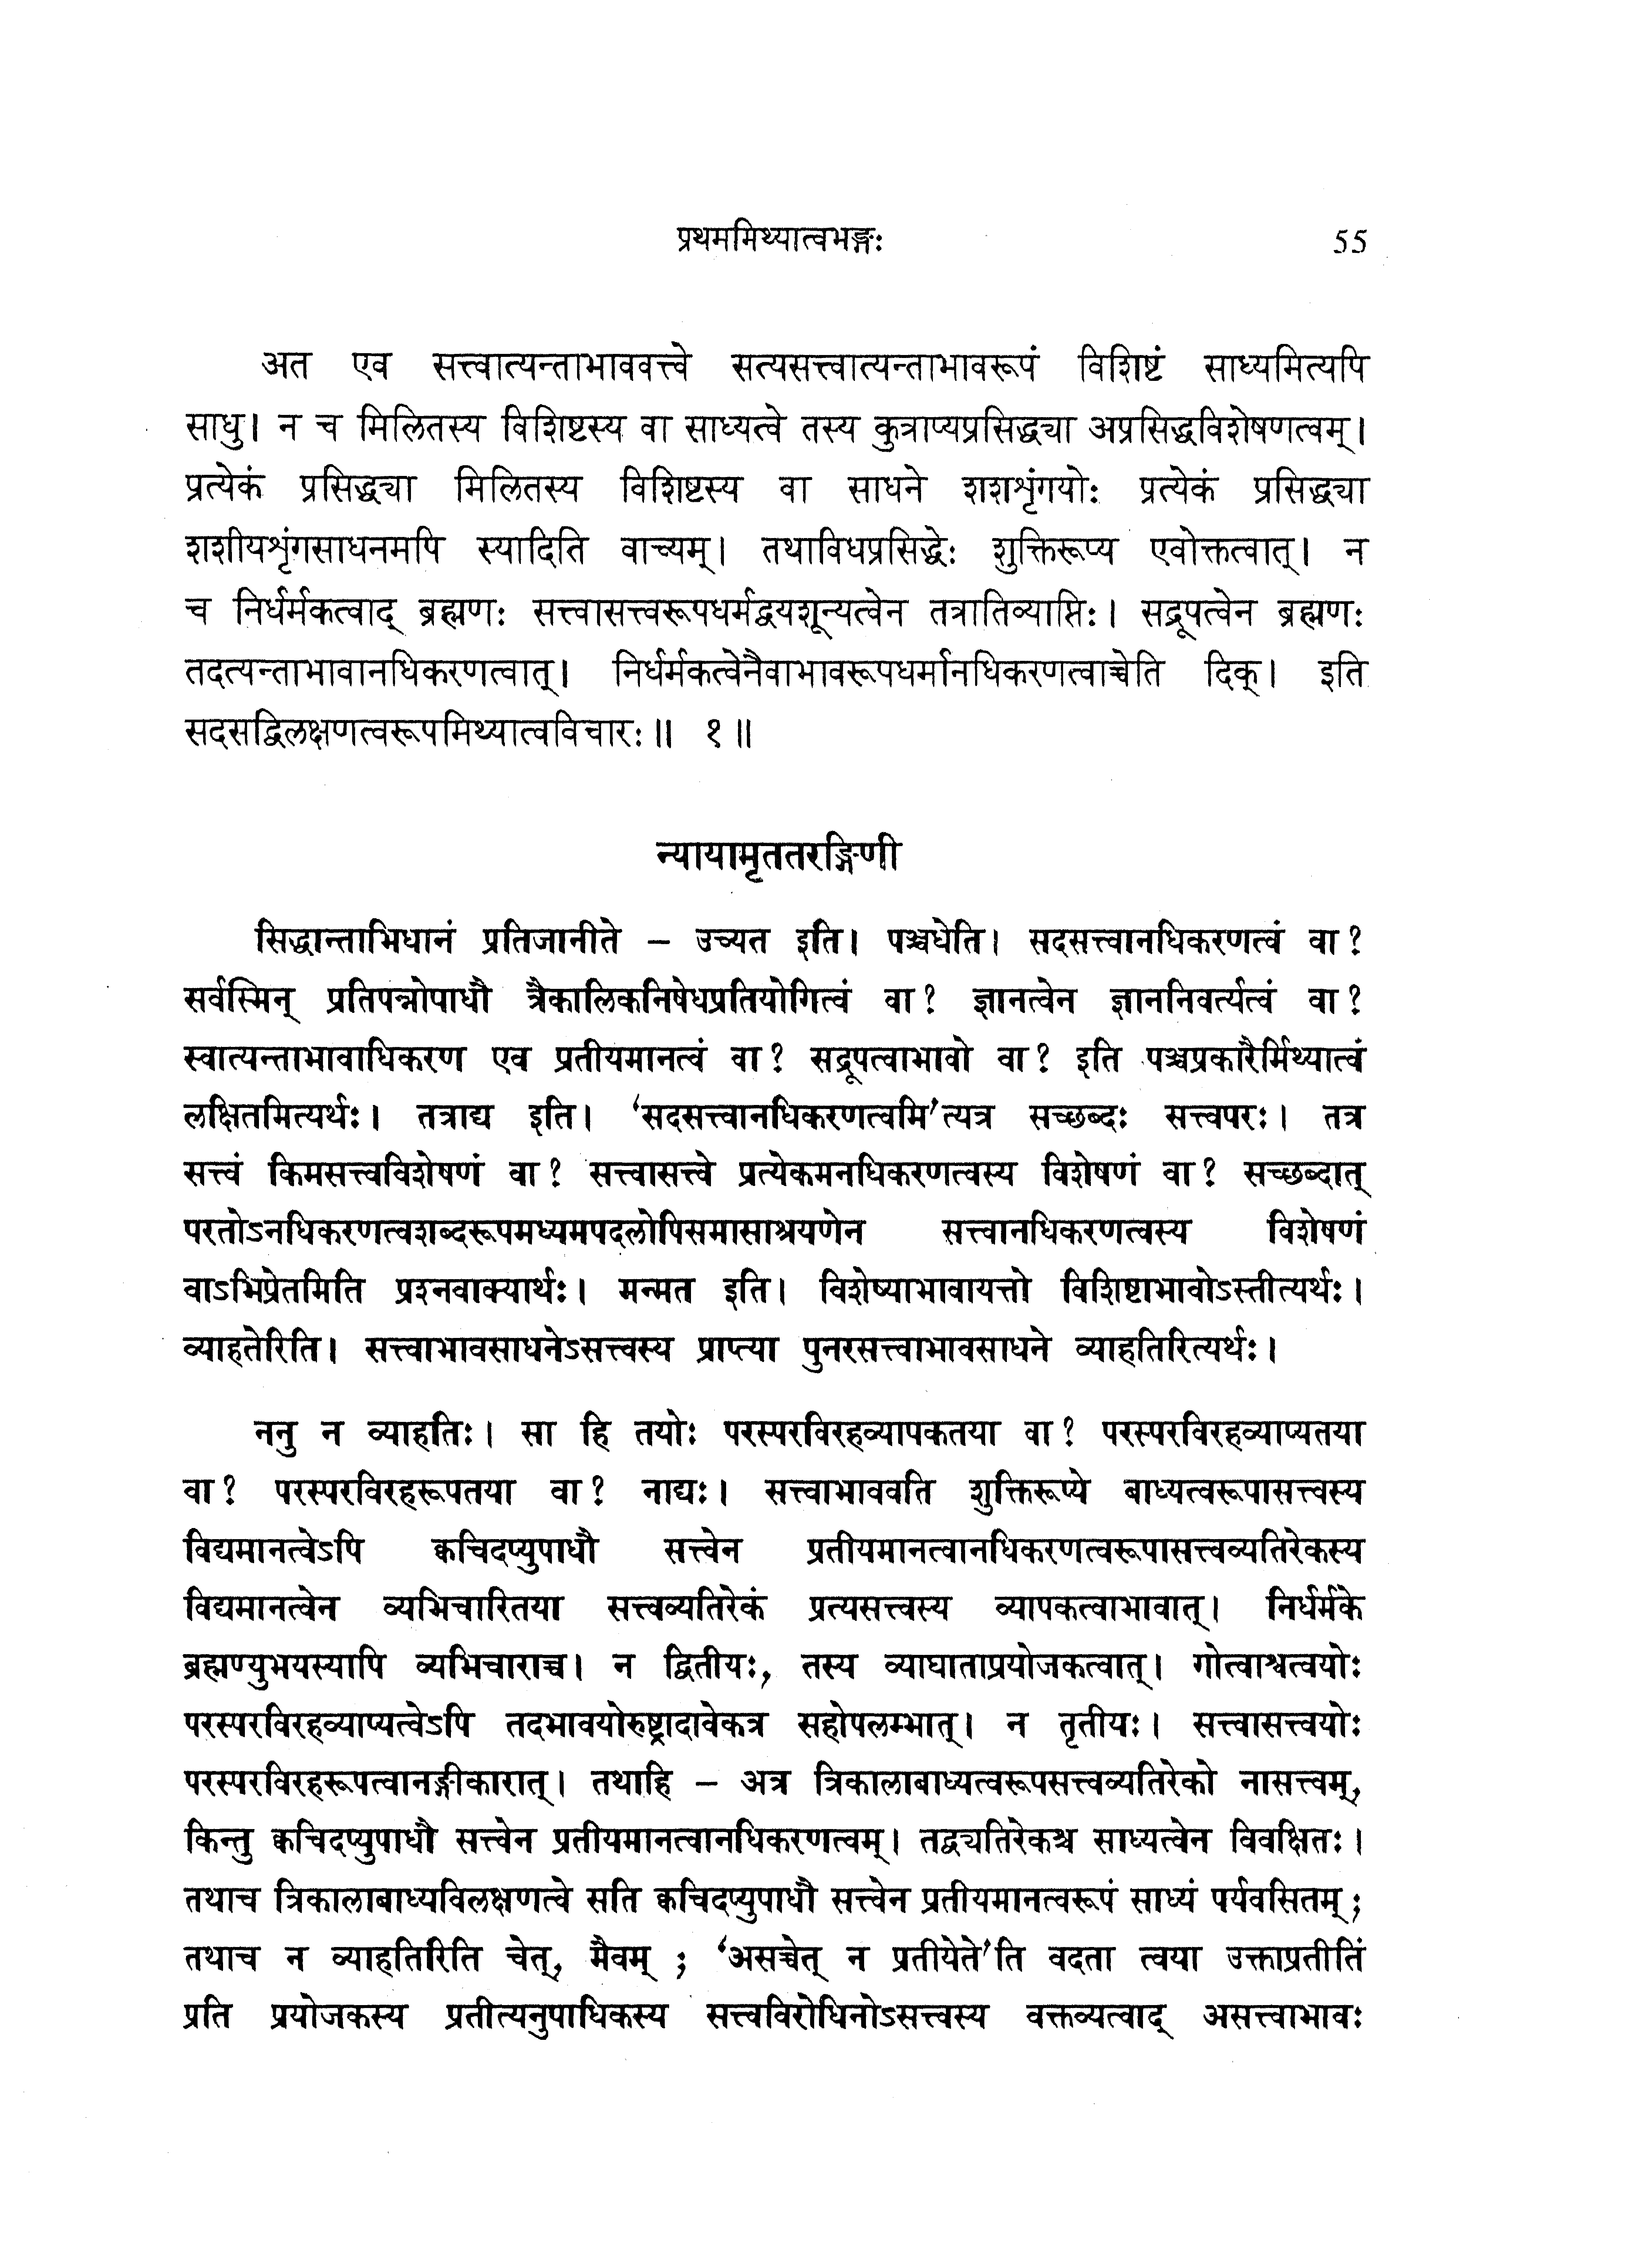 प्रथममिथ्यात्वभङ्गः 55
अत एव सत्त्वात्यन्ताभाववत्त्वे सत्यसत्त्वात्यन्ताभावरूपं विशिष्टं साध्यमित्यपि
साधु। न च मिलितस्य विशिष्टस्य वा साध्यत्वे तस्य कुत्राप्यप्रसिद्ध्या अप्रसिद्धविशेषणत्वम्।
प्रत्येकं प्रसिद्ध्या मिलितस्य विशिष्टस्य वा साधने शशशृंगयोः प्रत्येकं प्रसिद्ध्या
शशीयशृंगसाधनमपि स्यादिति वाच्यम्। तथाविधप्रसिद्धेः शुक्तिरूप्य एवोक्तत्वात्। न
च निर्धर्मकत्वाद् ब्रह्मणः सत्त्वासत्त्वरूपधर्मद्वयशून्यत्वेन तत्रातिव्याप्तिः। सद्रूपत्वेन ब्रह्मणः
तदत्यन्ताभावानधिकरणत्वात्। निर्धर्मकत्वेनैवाभावरूपधर्मानधिकरणत्वाच्चेति दिक्। इति
सदसद्विलक्षणत्वरूपमिथ्यात्वविचारः॥ १॥
न्यायामृततरङ्गिणी
सिद्धान्ताभिधानं प्रतिजानीते – उच्यत इति। पञ्चधेति। सदसत्त्वानधिकरणत्वं वा?
सर्वस्मिन् प्रतिपन्नोपाधौ त्रैकालिकनिषेधप्रतियोगित्वं वा? ज्ञानत्वेन ज्ञाननिवर्त्यत्वं वा?
स्वात्यन्ताभावाधिकरण एव प्रतीयमानत्वं वा? सद्रूपत्वाभावो वा? इति पञ्चप्रकारैर्मिथ्यात्वं
लक्षितमित्यर्थः। तत्राद्य इति। ‘सदसत्त्वानधिकरणत्वमि’त्यत्र सच्छब्दः सत्त्वपरः। तत्र
सत्त्वं किमसत्त्वविशेषणं वा? सत्त्वासत्त्वे प्रत्येकमनधिकरणत्वस्य विशेषणं वा? सच्छब्दात्
परतोऽनधिकरणत्वशब्दरूपमध्यमपदलोपिसमासाश्रयणेन सत्त्वानधिकरणत्वस्य विशेषणं
वाऽभिप्रेतमिति प्रश्नवाक्यार्थः। मन्मत इति। विशेष्याभावायत्तो विशिष्टाभावोऽस्तीत्यर्थः।
व्याहतेरिति। सत्त्वाभावसाधनेऽसत्त्वस्य प्राप्त्या पुनरसत्त्वाभावसाधने व्याहतिरित्यर्थः।
ननु न व्याहतिः। सा हि तयोः परस्परविरहव्यापकतया वा? परस्परविरहव्याप्यतया
वा? परस्परविरहरूपतया वा? नाद्यः। सत्त्वाभाववति शुक्तिरूप्ये बाध्यत्वरूपासत्त्वस्य
विद्यमानत्वेऽपि क्वचिदप्युपाधौ सत्त्वेन प्रतीयमानत्वानधिकरणत्वरूपासत्त्वव्यतिरेकस्य
विद्यमानत्वेन व्यभिचारितया सत्त्वव्यतिरेकं प्रत्यसत्त्वस्य व्यापकत्वाभावात्। निर्धर्मके
ब्रह्मण्युभयस्यापि व्यभिचाराच्च। न द्वितीयः, तस्य व्याघाताप्रयोजकत्वात्। गोत्वाश्वत्वयोः
परस्परविरहव्याप्यत्वेऽपि तदभावयोरुष्ट्रादावेकत्र सहोपलम्भात्। न तृतीयः। सत्त्वासत्त्वयोः
परस्परविरहरूपत्वानङ्गीकारात्। तथाहि – अत्र त्रिकालाबाध्यत्वरूपसत्त्वव्यतिरेको नासत्त्वम्,
किन्तु क्वचिदप्युपाधौ सत्त्वेन प्रतीयमानत्वानधिकरणत्वम्। तद्व्यतिरेकश्च साध्यत्वेन विवक्षितः।
तथाच त्रिकालाबाध्यविलक्षणत्वे सति क्वचिदप्युपाधौ सत्त्वेन प्रतीयमानत्वरूपं साध्यं पर्यवसितम् ;
तथाच न व्याहतिरिति चेत्, मैवम् ; ‘असच्चेत् न प्रतीयेते’ति वदता त्वया उक्ताप्रतीतिं
प्रति प्रयोजकस्य प्रतीत्यनुपाधिकस्य सत्त्वविरोधिनोऽसत्त्वस्य वक्तव्यत्वाद् असत्त्वाभावः